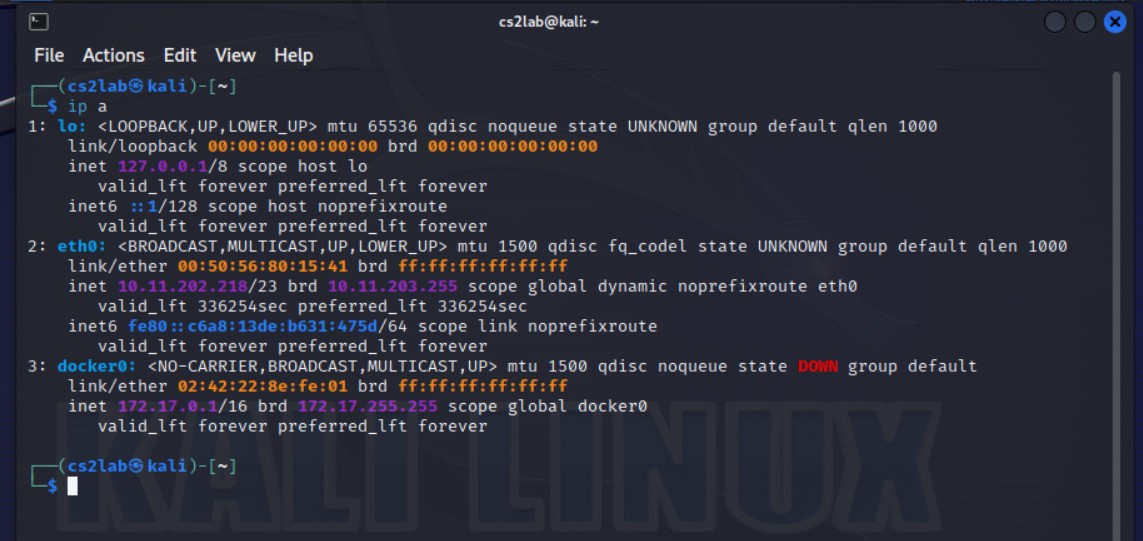 cs2lab@kali: ~
File Actions Edit View Help
┌──(cs2lab㉿kali)-[~]
└─$ ip a
1: lo: <LOOPBACK,UP,LOWER_UP> mtu 65536 qdisc noqueue state UNKNOWN group default qlen 1000
    link/loopback 00:00:00:00:00:00 brd 00:00:00:00:00:00
    inet 127.0.0.1/8 scope host lo
       valid_lft forever preferred_lft forever
    inet6 ::1/128 scope host noprefixroute
       valid_lft forever preferred_lft forever
2: eth0: <BROADCAST,MULTICAST,UP,LOWER_UP> mtu 1500 qdisc fq_codel state UNKNOWN group default qlen 1000
    link/ether 00:50:56:80:15:41 brd ff:ff:ff:ff:ff:ff
    inet 10.11.202.218/23 brd 10.11.203.255 scope global dynamic noprefixroute eth0
       valid_lft 336254sec preferred_lft 336254sec
    inet6 fe80::c6a8:13de:b631:475d/64 scope link noprefixroute
       valid_lft forever preferred_lft forever
3: docker0: <NO-CARRIER,BROADCAST,MULTICAST,UP> mtu 1500 qdisc noqueue state DOWN group default
    link/ether 02:42:22:8e:fe:01 brd ff:ff:ff:ff:ff:ff
    inet 172.17.0.1/16 brd 172.17.255.255 scope global docker0
       valid_lft forever preferred_lft forever
┌──(cs2lab㉿kali)-[~]
└─$
KALI LINUX